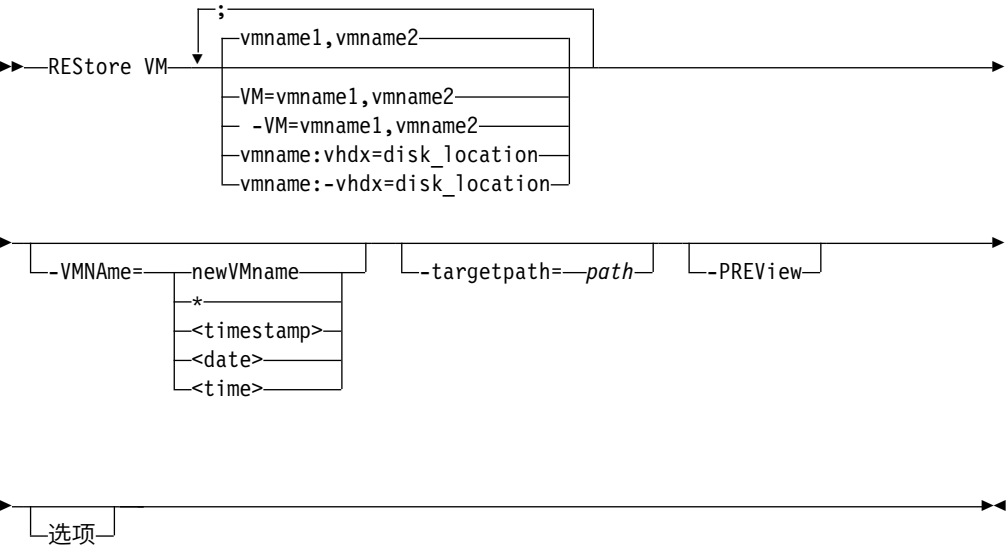 ;
vmname1,vmname2
REStore VM
VM=vmname1,vmname2
-VM=vmname1,vmname2
vmname:vhdx=disk_location
vmname:-vhdx=disk_location
-VMNAme= newVMname -targetpath= path -PREView
*
<timestamp>
<date>
<time>
选项